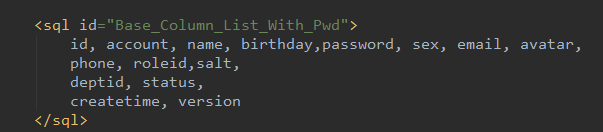 <sql id="Base_Column_List_With_Pwd">
id, account, name, birthday,password, sex, email, avatar,
phone, roleid,salt,
deptid, status,
createtime, version
</sql>